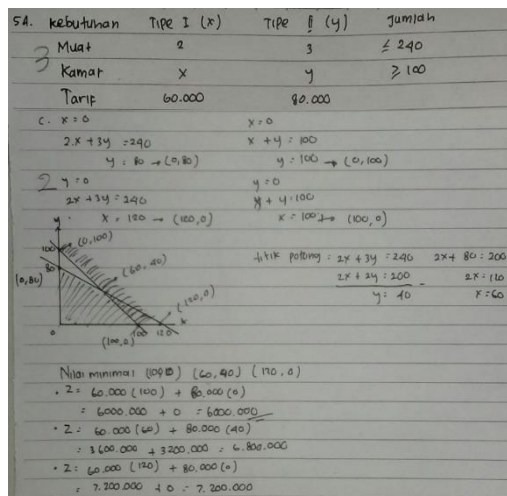 5A. Kebutuhan Tipe I (x) Tipe II (y) Jumlah
3 Muat 2 3 ≤ 240
Kamar x y ≥ 100
Tarif 60.000 80.000
C. x = 0 x = 0
2x + 3y = 240 x + y = 100
y = 80 → (0,80) y = 100 → (0,100)
2 y = 0 y = 0
2x + 3y = 240 x + y = 100
x = 120 → (120,0) x = 100 → (100,0)
y
100 (0,100)
80 (60,40)
(0,80) (120,0)
0 100 120 x
(100,0)
titik potong : 2x + 3y = 240 2x + 80 = 200
2x + 2y = 200 - 2x = 120
y = 40 x = 60
Nilai minimal (100,0) (60,40) (120,0)
• Z = 60.000 (100) + 80.000 (0)
= 6000.000 + 0 = 6000.000
• Z = 60.000 (60) + 80.000 (40)
= 3.600.000 + 3200.000 = 6.800.000
• Z = 60.000 (120) + 80.000 (0)
= 7.200.000 + 0 = 7.200.000